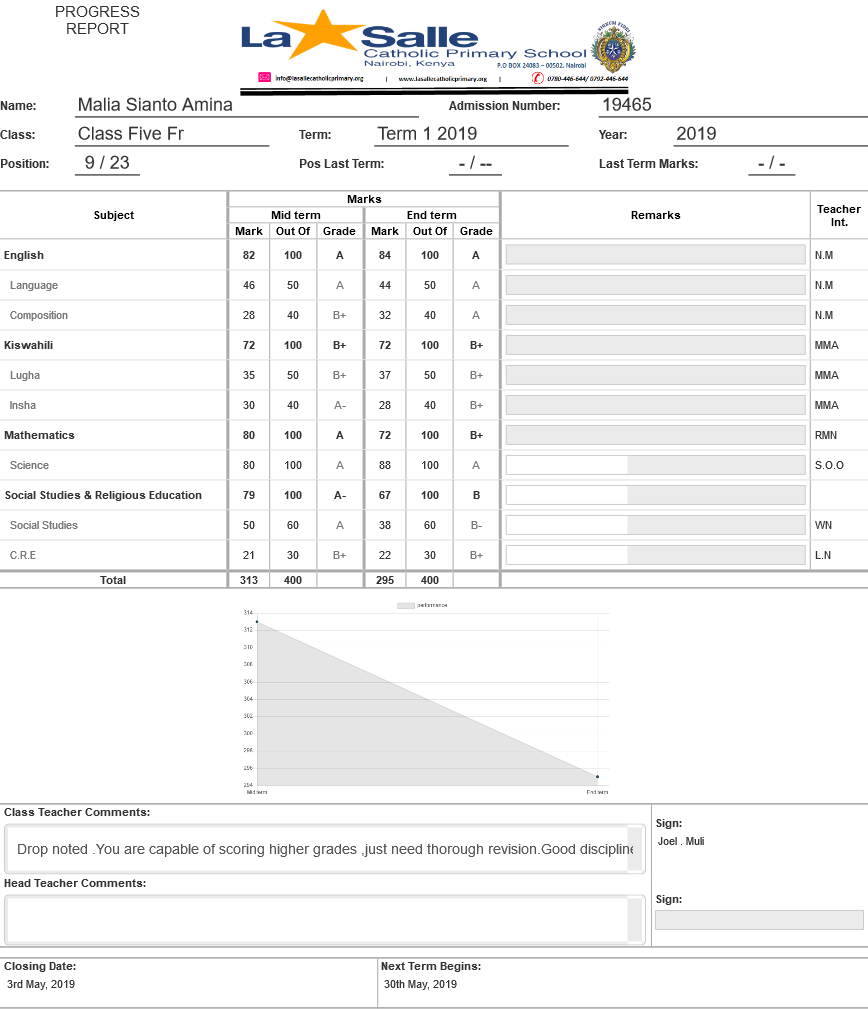 PROGRESS
REPORT
La Salle
Catholic Primary School
Nairobi, Kenya
P.O BOX 24083 – 00502, Nairobi
info@lasallecatholicprimary.org | www.lasallecatholicprimary.org | 0780-446-644/ 0792-446-644
Name: Malia Sianto Amina Admission Number: 19465
Class: Class Five Fr Term: Term 1 2019 Year: 2019
Position: 9 / 23 Pos Last Term: - / -- Last Term Marks: - / -
Marks
Subject Mid term End term Remarks Teacher Int.
Mark Out Of Grade Mark Out Of Grade
English 82 100 A 84 100 A N.M
Language 46 50 A 44 50 A N.M
Composition 28 40 B+ 32 40 A N.M
Kiswahili 72 100 B+ 72 100 B+ MMA
Lugha 35 50 B+ 37 50 B+ MMA
Insha 30 40 A- 28 40 B+ MMA
Mathematics 80 100 A 72 100 B+ RMN
Science 80 100 A 88 100 A S.O.O
Social Studies & Religious Education 79 100 A- 67 100 B
Social Studies 50 60 A 38 60 B- WN
C.R.E 21 30 B+ 22 30 B+ L.N
Total 313 400 295 400
performance
314
312
310
308
306
304
302
300
298
296
294
Mid term End term
Class Teacher Comments:
Sign:
Drop noted .You are capable of scoring higher grades ,just need thorough revision.Good discipline
Joel . Muli
Head Teacher Comments:
Sign:
Closing Date: Next Term Begins:
3rd May, 2019 30th May, 2019